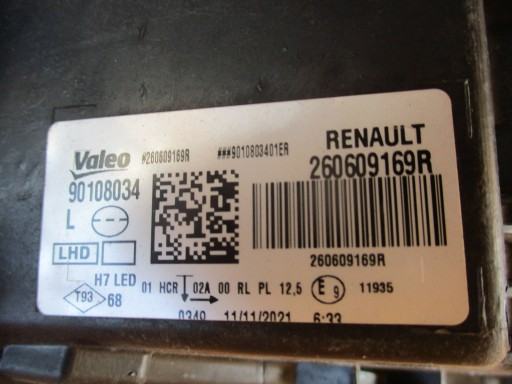 Valeo #260609169R ###9010803401ER RENAULT
90108034 260609169R
L
LHD
260609169R
H7 LED 01 HCR 02A 00 RL PL 12,5 E9 11935
T93 68
0349 11/11/2021 6:33